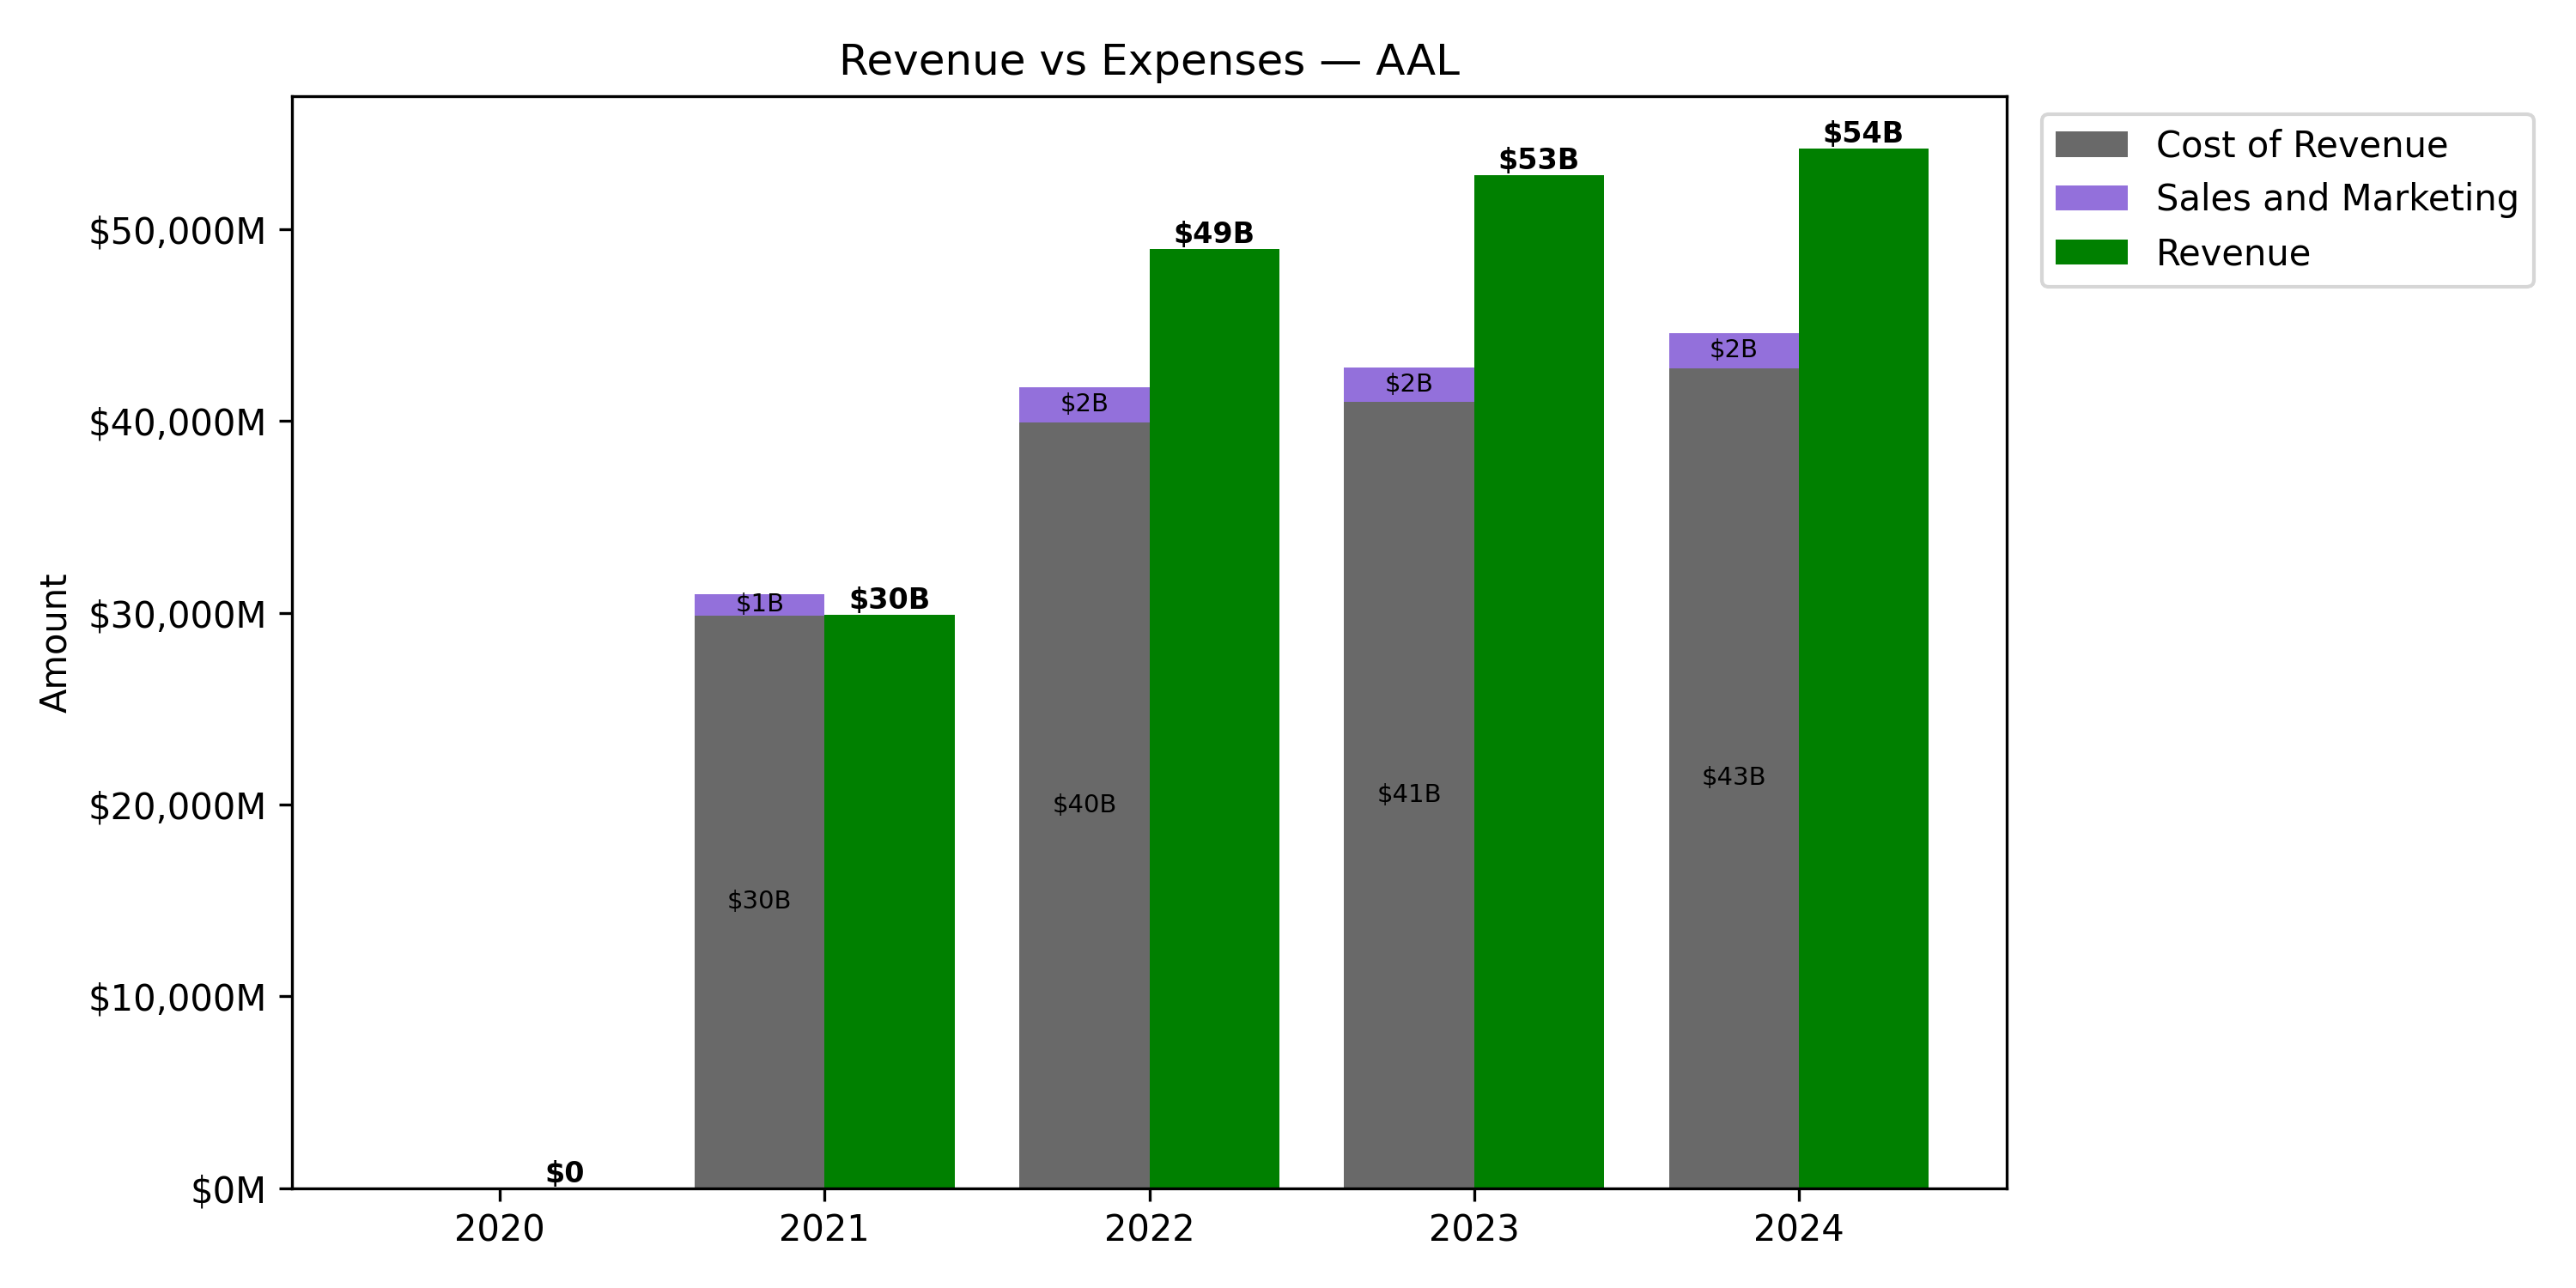 Revenue vs Expenses — AAL
Cost of Revenue
Sales and Marketing
Revenue
Amount
$50,000M
$40,000M
$30,000M
$20,000M
$10,000M
$0M
$0
$1B
$30B
$30B
$2B
$40B
$49B
$2B
$41B
$53B
$2B
$43B
$54B
2020
2021
2022
2023
2024